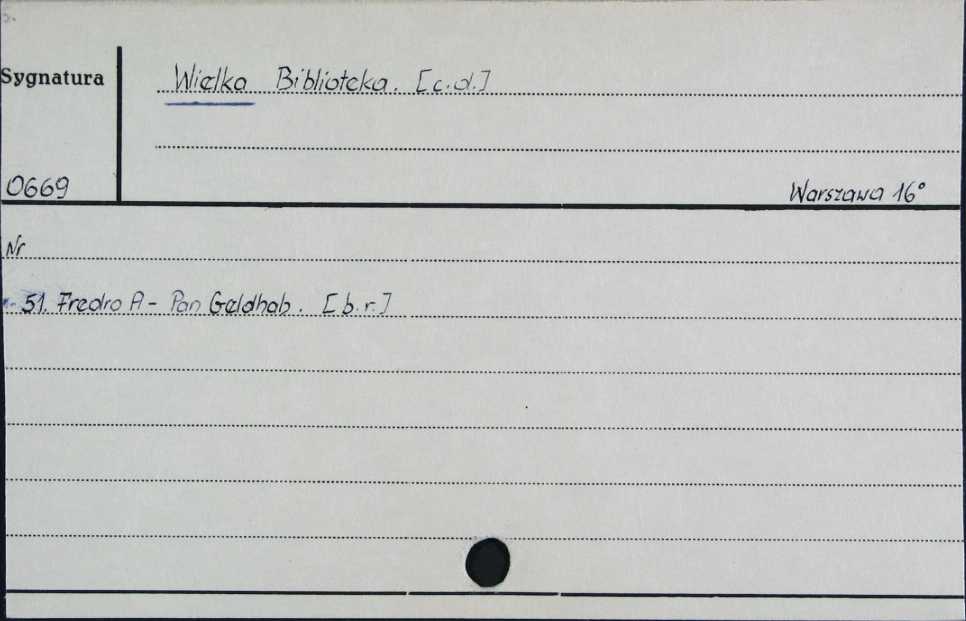 Sygnatura
Wielka Biblioteka. [c.d.]
0669
Warszawa 16°
Nr
51. Fredro A - Pan Geldhab. [b.r.]